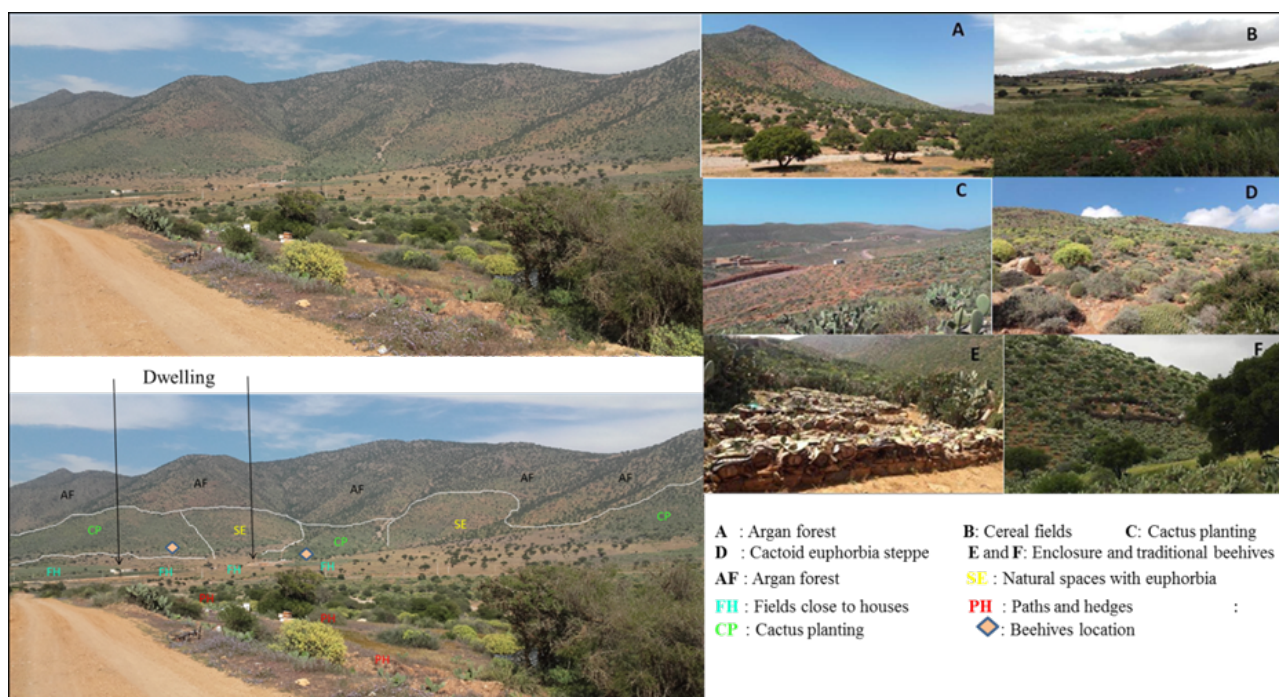 A
B
C
D
E
F
Dwelling
AF
AF
AF
AF
AF
CP
SE
CP
SE
CP
FH
FH
FH
FH
PH
PH
PH
A : Argan forest B: Cereal fields C: Cactus planting
D : Cactoid euphorbia steppe E and F: Enclosure and traditional beehives
AF : Argan forest SE : Natural spaces with euphorbia
FH : Fields close to houses PH : Paths and hedges :
CP : Cactus planting : Beehives location